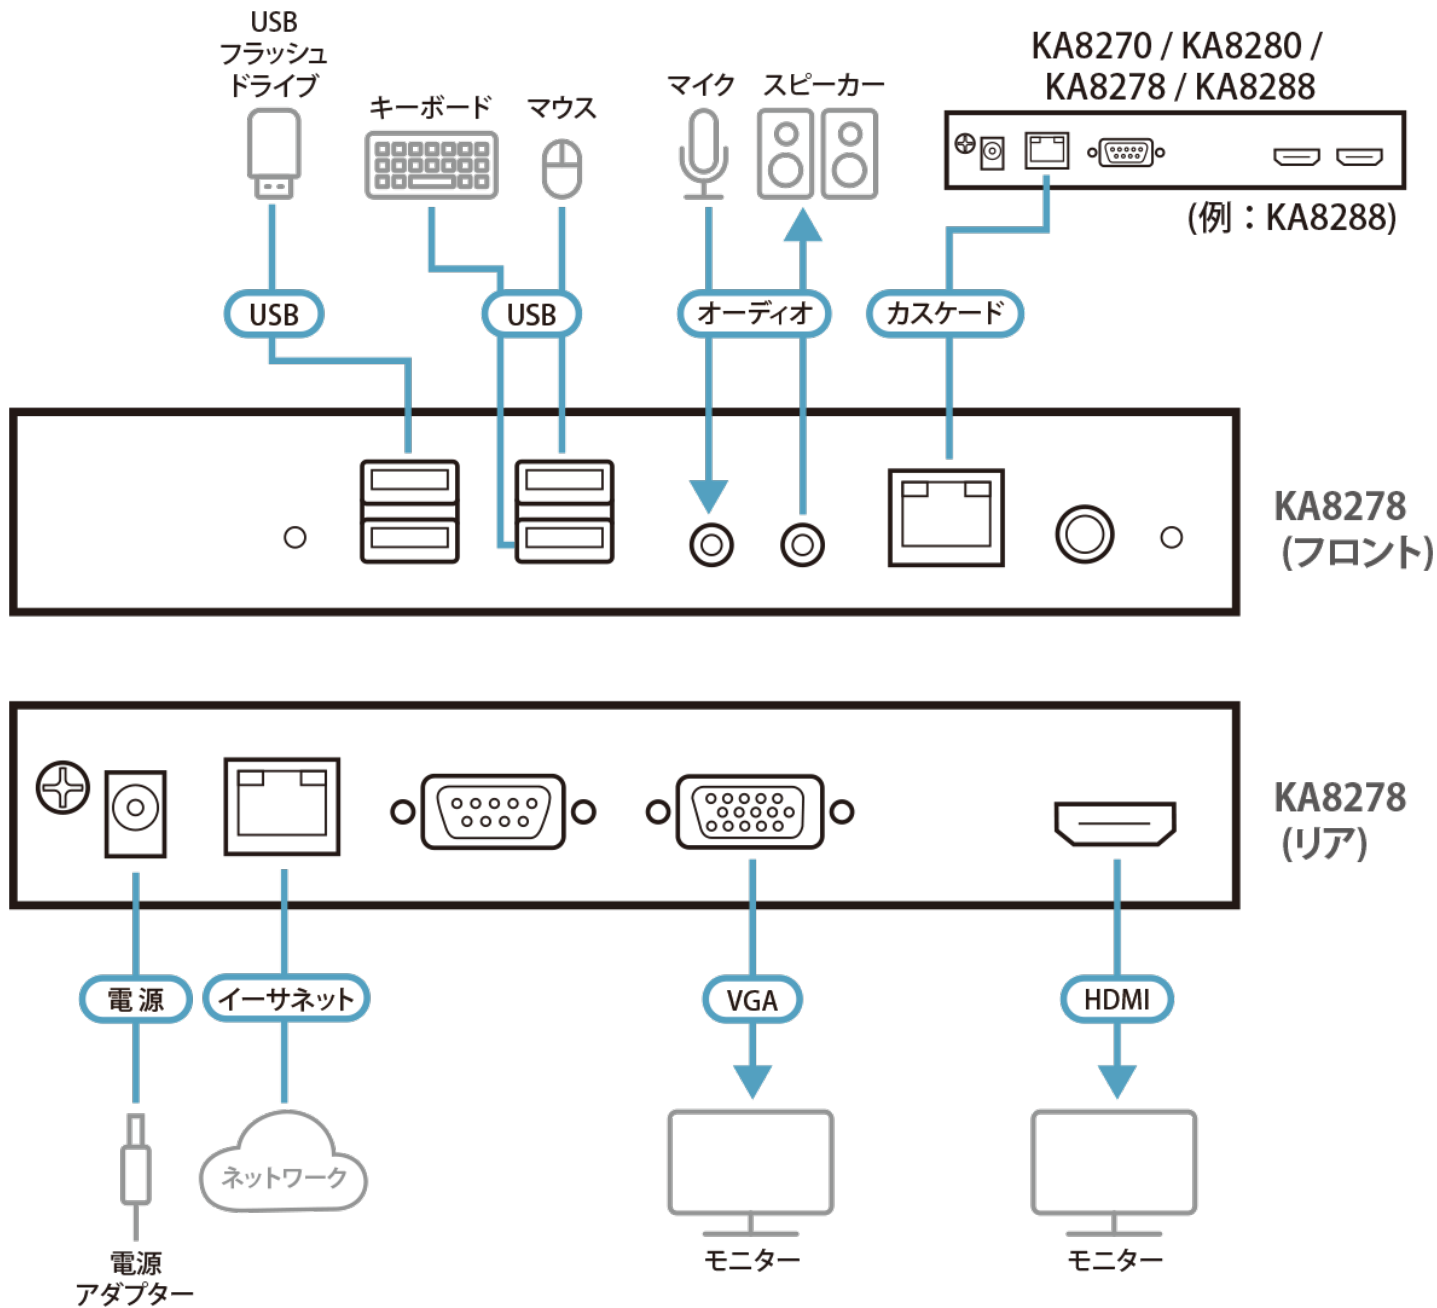 USB
フラッシュ
ドライブ
キーボード
マウス
マイク
スピーカー
KA8270 / KA8280 /
KA8278 / KA8288
(例：KA8288)
USB
USB
オーディオ
カスケード
KA8278
(フロント)
KA8278
(リア)
電源
イーサネット
VGA
HDMI
ネットワーク
電源
アダプター
モニター
モニター